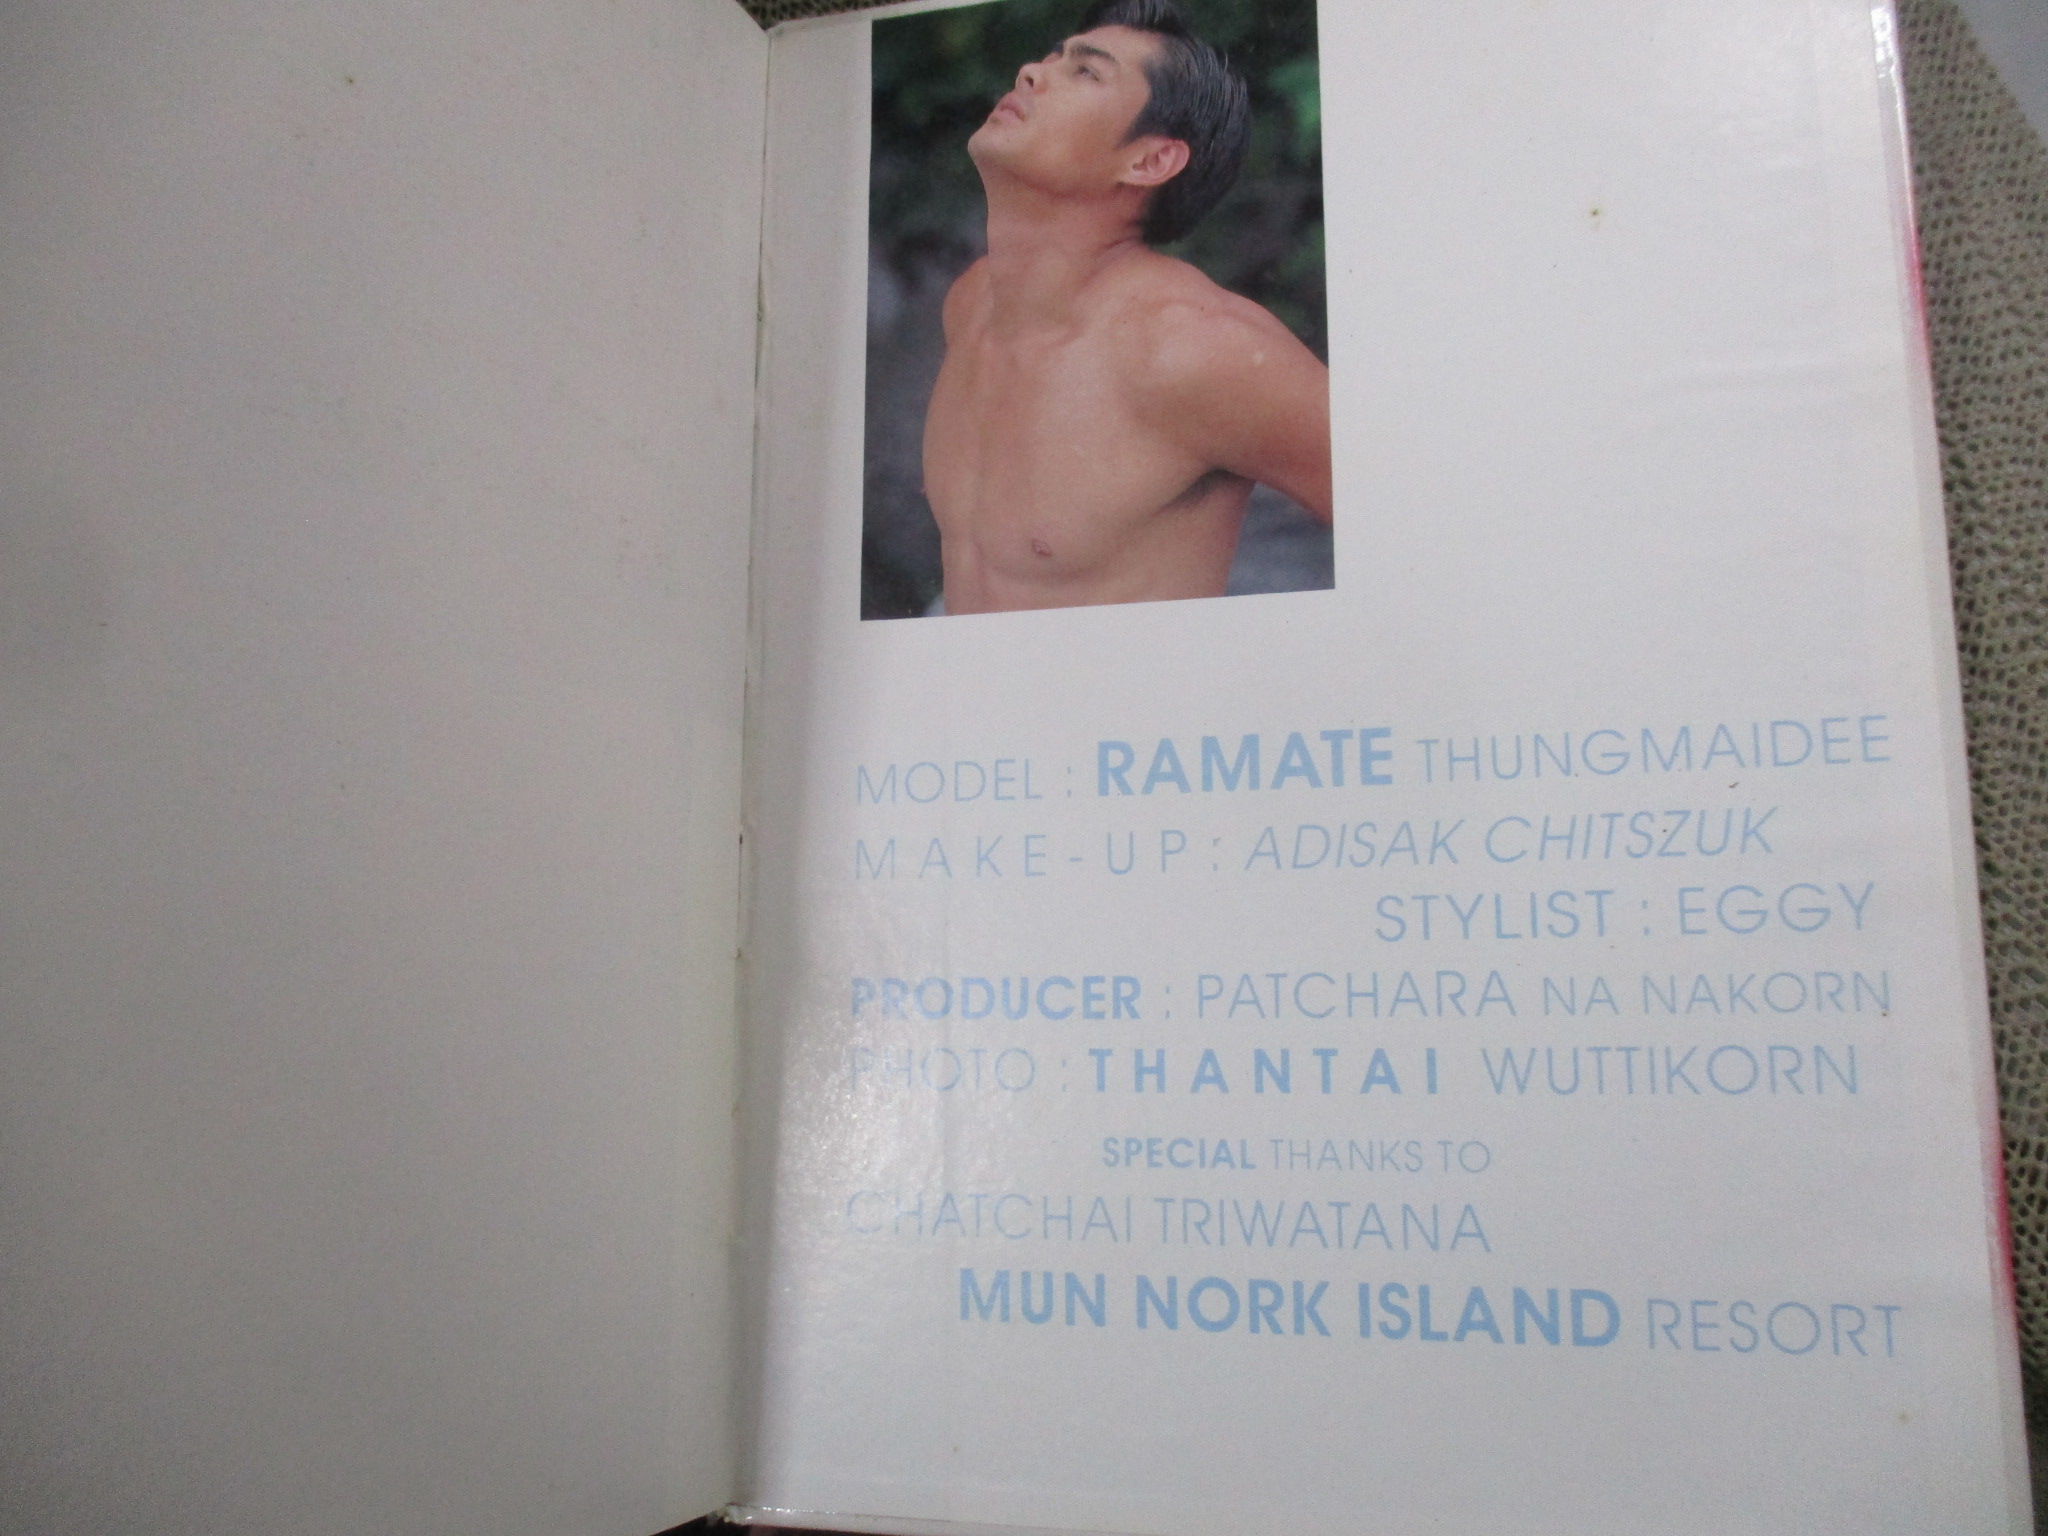 MODEL : RAMATE THUNGMAIDEE
MAKE-UP : ADISAK CHITSZUK
STYLIST : EGGY
PRODUCER : PATCHARA NA NAKORN
PHOTO : THANTAI WUTTIKORN
SPECIAL THANKS TO
CHATCHAI TRIWATANA
MUN NORK ISLAND RESORT